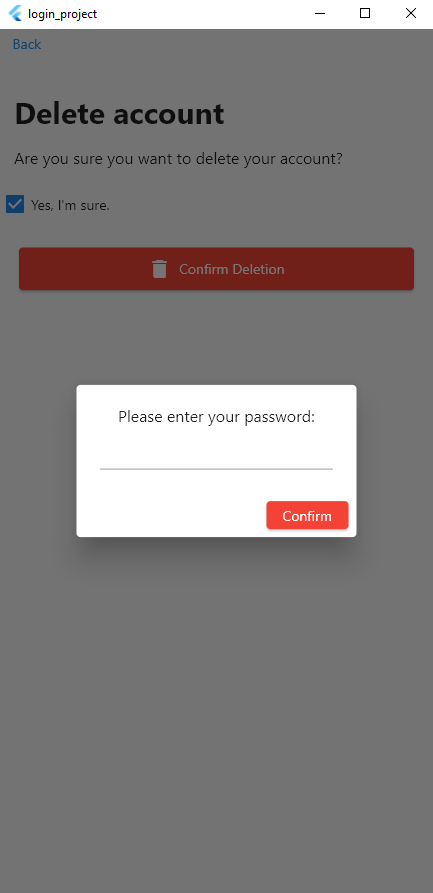 login_project
Back
Delete account
Are you sure you want to delete your account?
Yes, I'm sure.
Confirm Deletion
Please enter your password:
Confirm